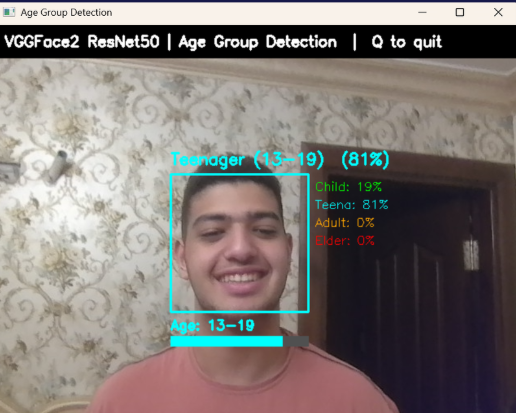 Age Group Detection
VGGFace2 ResNet50 | Age Group Detection | Q to quit
Teenager (13-19) (81%)
Child: 19%
Teena: 81%
Adult: 0%
Elder: 0%
Age: 13-19